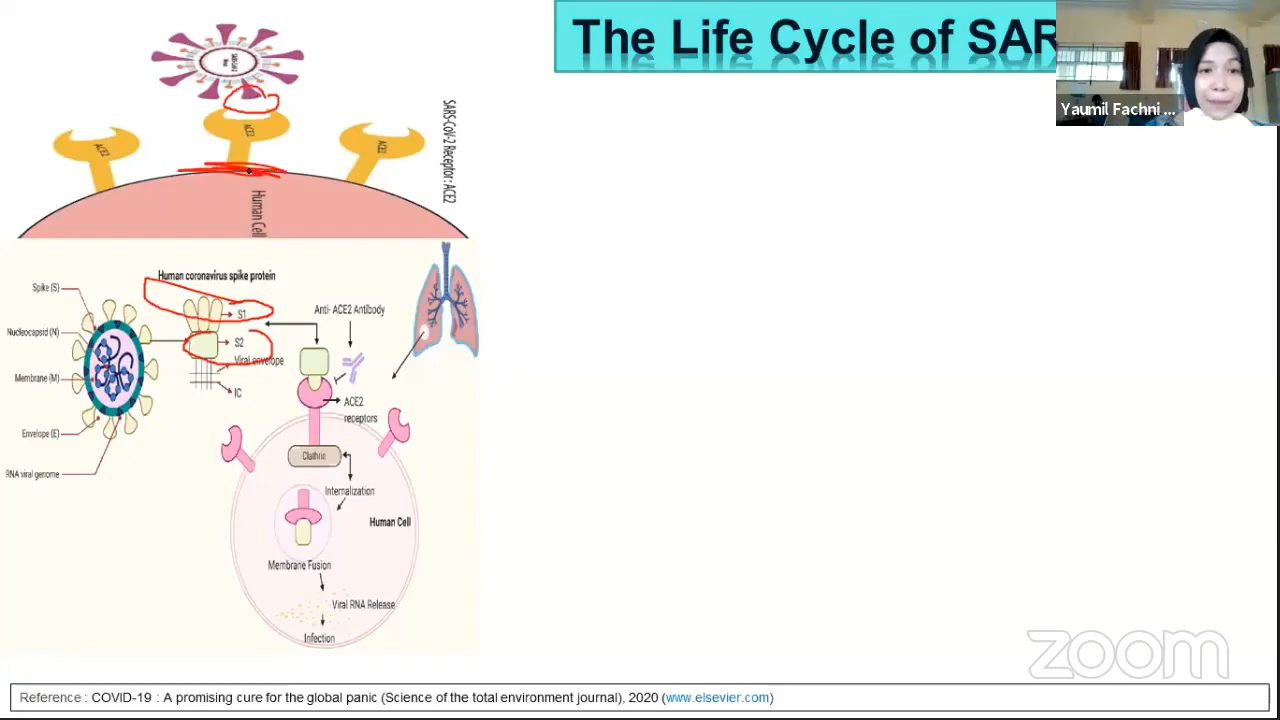 The Life Cycle of SAR
Yaumil Fachni ...
ACE2
ACE2
ACE2
SARS-CoV-2 Receptor: ACE2
Human Cell
Human coronavirus spike protein
Spike (S)
S1
Anti- ACE2 Antibody
Nucleocapsid (N)
S2
Viral envelope
Membrane (M)
IC
ACE2
receptors
Envelope (E)
Clathrin
RNA viral genome
Internalization
Human Cell
Membrane Fusion
Viral RNA Release
Infection
zoom
Reference : COVID-19 : A promising cure for the global panic (Science of the total environment journal), 2020 (www.elsevier.com)